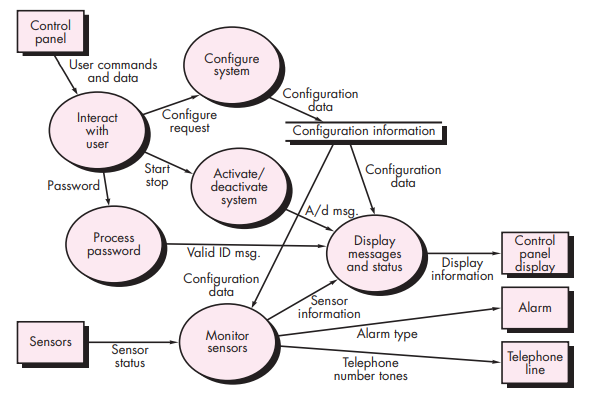 Control
panel
User commands
and data
Configure
system
Configuration
data
Interact
with
user
Configure
request
Configuration information
Start
stop
Activate/
deactivate
system
Configuration
data
Password
A/d msg.
Process
password
Valid ID msg.
Display
messages
and status
Control
panel
display
Display
information
Configuration
data
Sensor
information
Alarm
Sensors
Sensor
status
Monitor
sensors
Alarm type
Telephone
number tones
Telephone
line